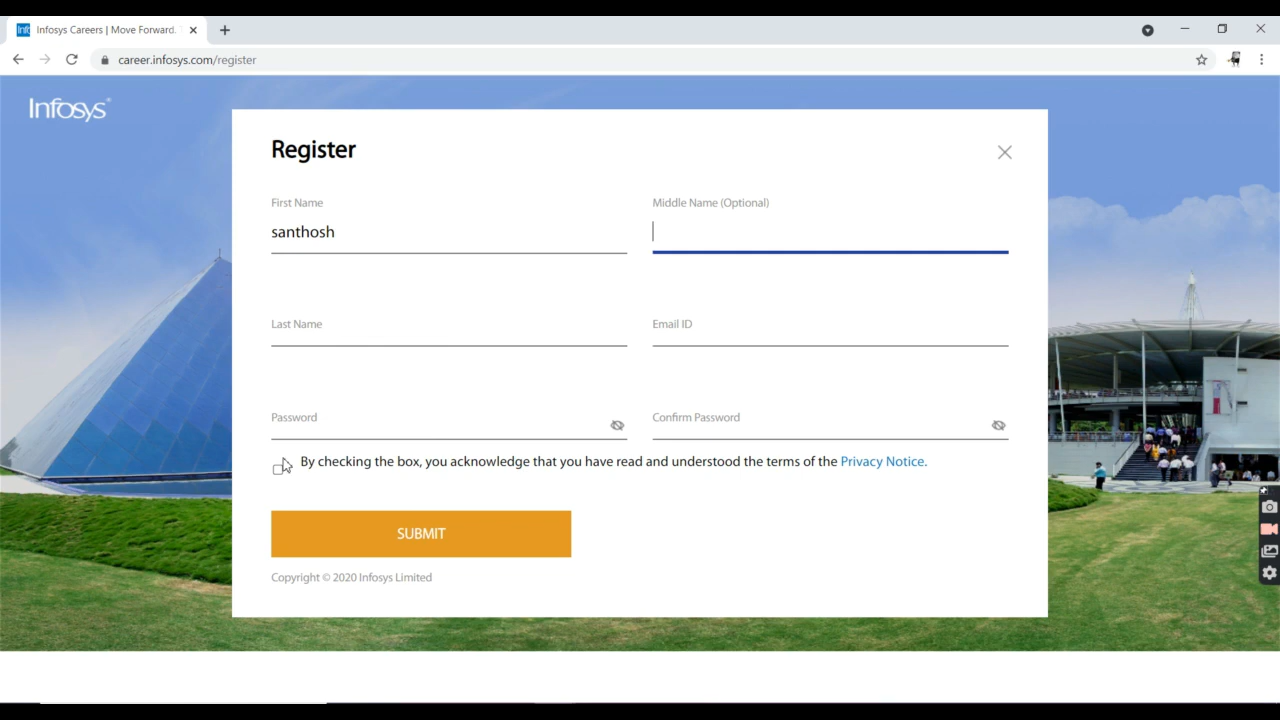 Infosys Careers | Move Forward.
career.infosys.com/register
Infosys®
Register
First Name
Middle Name (Optional)
santhosh
Last Name
Email ID
Password
Confirm Password
By checking the box, you acknowledge that you have read and understood the terms of the Privacy Notice.
SUBMIT
Copyright © 2020 Infosys Limited